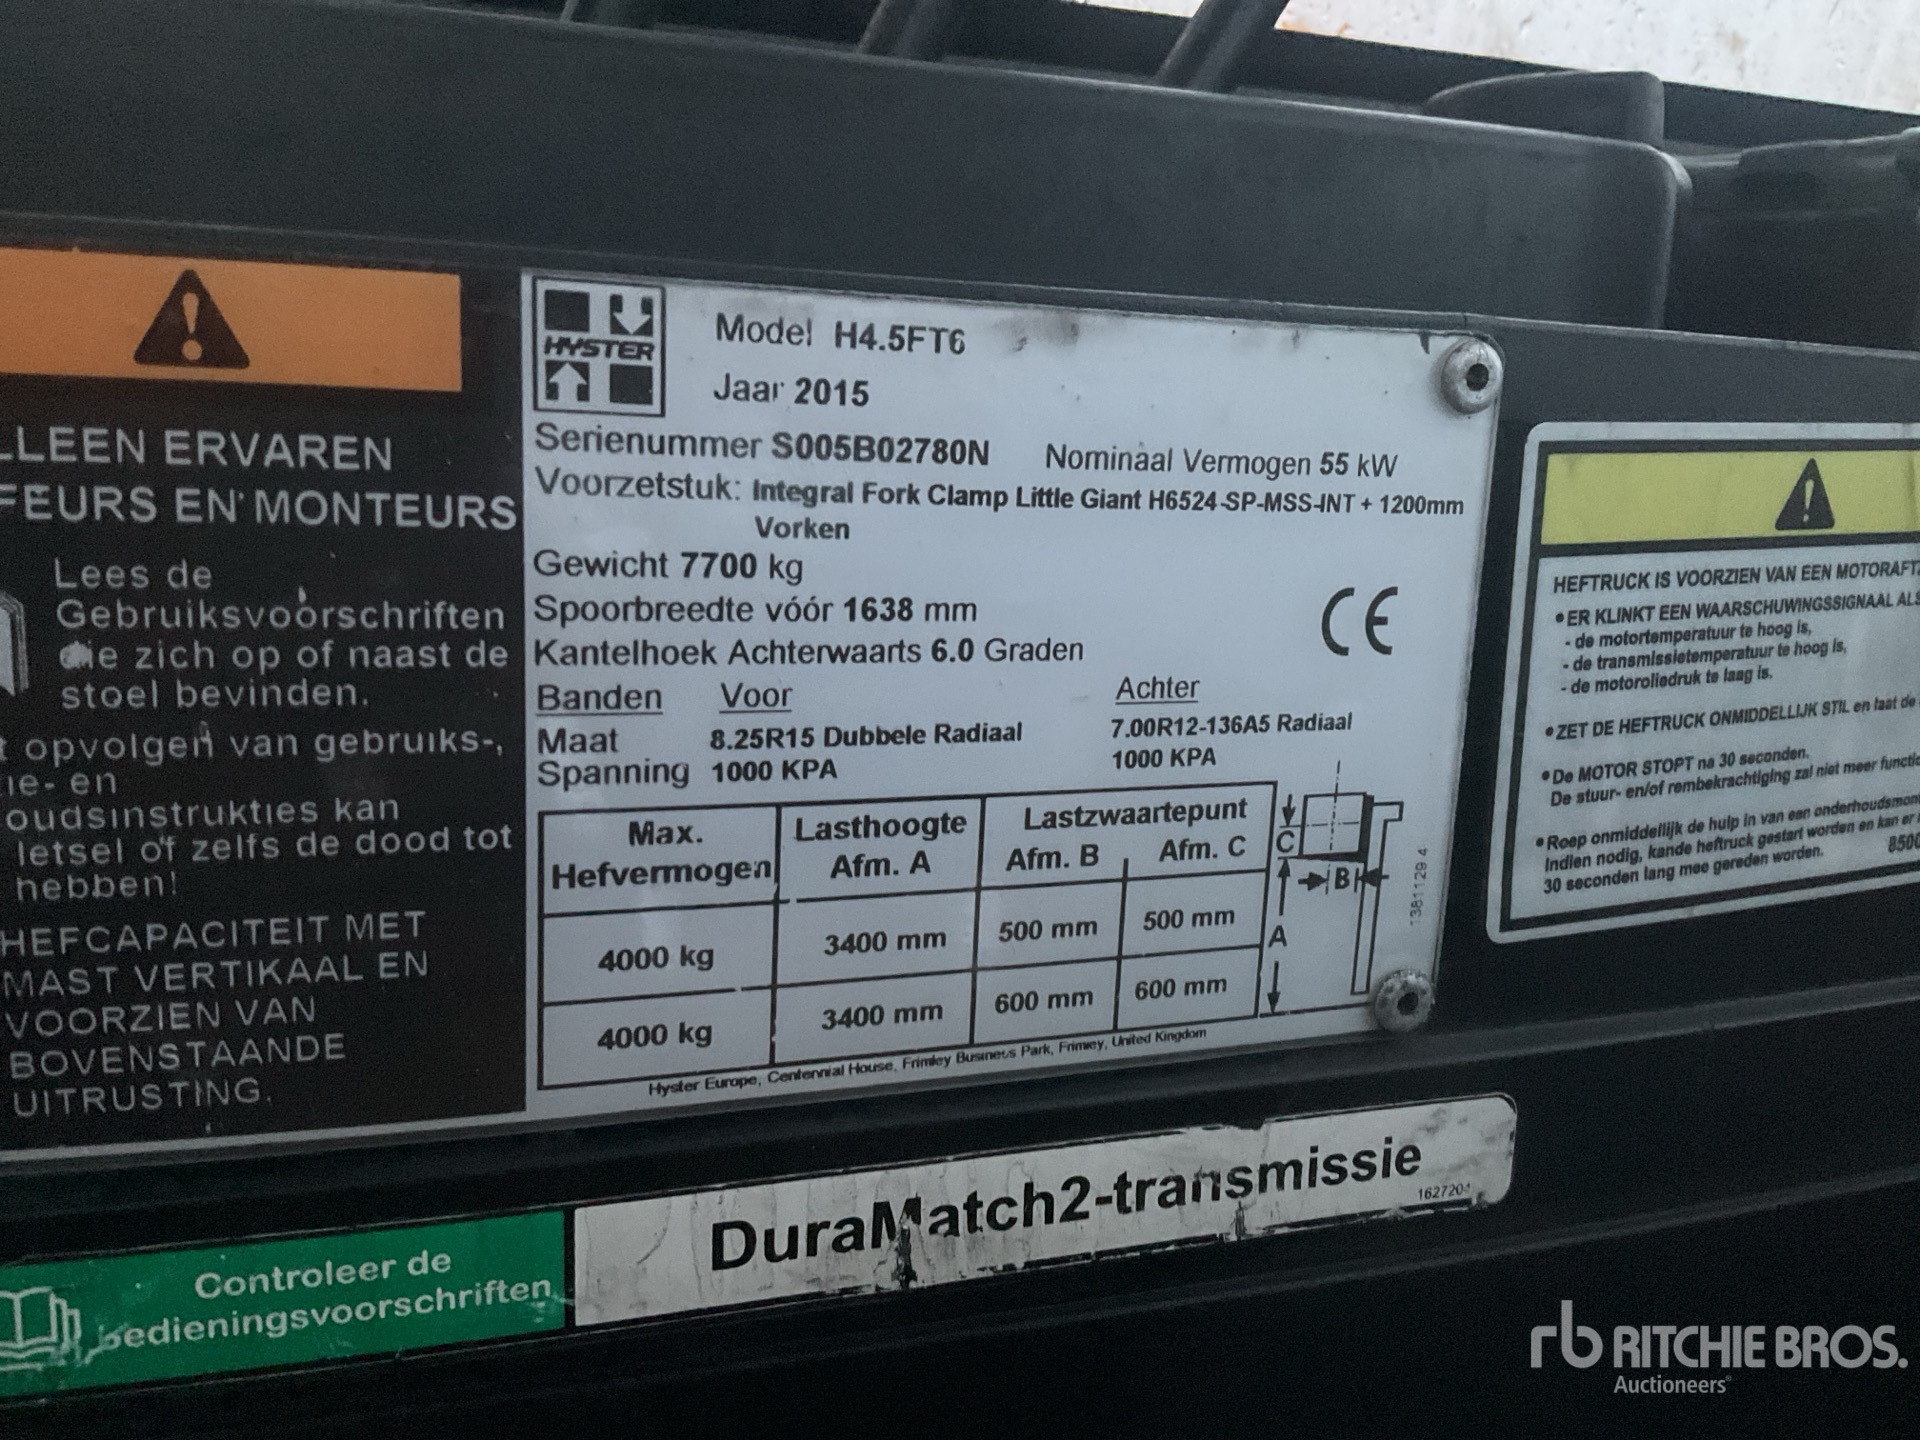 LLEEN ERVAREN
FEURS EN MONTEURS
Lees de
Gebruiksvoorschriften
die zich op of naast de
stoel bevinden.
opvolgen van gebruiks-,
ie- en
oudsinstrukties kan
letsel of zelfs de dood tot
hebben!
HEFCAPACITEIT MET
MAST VERTIKAAL EN
VOORZIEN VAN
BOVENSTAANDE
UITRUSTING.
HYSTER
Model H4.5FT6
Jaar 2015
Serienummer S005B02780N Nominaal Vermogen 55 kW
Voorzetstuk: Integral Fork Clamp Little Giant H6524-SP-MSS-INT + 1200mm
Vorken
Gewicht 7700 kg
Spoorbreedte vóór 1638 mm
Kantelhoek Achterwaarts 6.0 Graden
CE
Banden Voor Achter
Maat 8.25R15 Dubbele Radiaal 7.00R12-136A5 Radiaal
Spanning 1000 KPA 1000 KPA
Max. Lasthoogte Lastzwaartepunt
Hefvermogen Afm. A Afm. B Afm. C
4000 kg 3400 mm 500 mm 500 mm
4000 kg 3400 mm 600 mm 600 mm
C
B
A
1381129 4
Hyster Europe, Centennial House, Frimley Business Park, Frimley, United Kingdom
HEFTRUCK IS VOORZIEN VAN EEN MOTORAFT
• ER KLINKT EEN WAARSCHUWINGSSIGNAAL ALS
- de motortemperatuur te hoog is,
- de transmissietemperatuur te hoog is,
- de motoroliedruk te laag is.
• ZET DE HEFTRUCK ONMIDDELLIJK STIL en laat de
• De MOTOR STOPT na 30 seconden.
De stuur- en/of rembekrachtiging zal niet meer functi
• Roep onmiddellijk de hulp in van een onderhoudsmon
Indien nodig, kande heftruck gestart worden en kan er
30 seconden lang mee gereden worden. 850
DuraMatch2-transmissie
162720
Controleer de
bedieningsvoorschriften
rb RITCHIE BROS.
Auctioneers